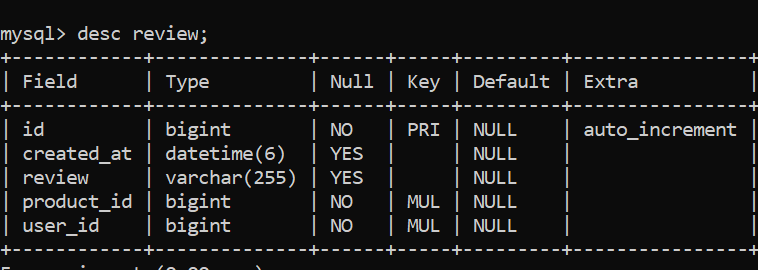 mysql> desc review;
+------------+--------------+------+-----+---------+----------------+
| Field      | Type         | Null | Key | Default | Extra          |
+------------+--------------+------+-----+---------+----------------+
| id         | bigint       | NO   | PRI | NULL    | auto_increment |
| created_at | datetime(6)  | YES  |     | NULL    |                |
| review     | varchar(255) | YES  |     | NULL    |                |
| product_id | bigint       | NO   | MUL | NULL    |                |
| user_id    | bigint       | NO   | MUL | NULL    |                |
+------------+--------------+------+-----+---------+----------------+